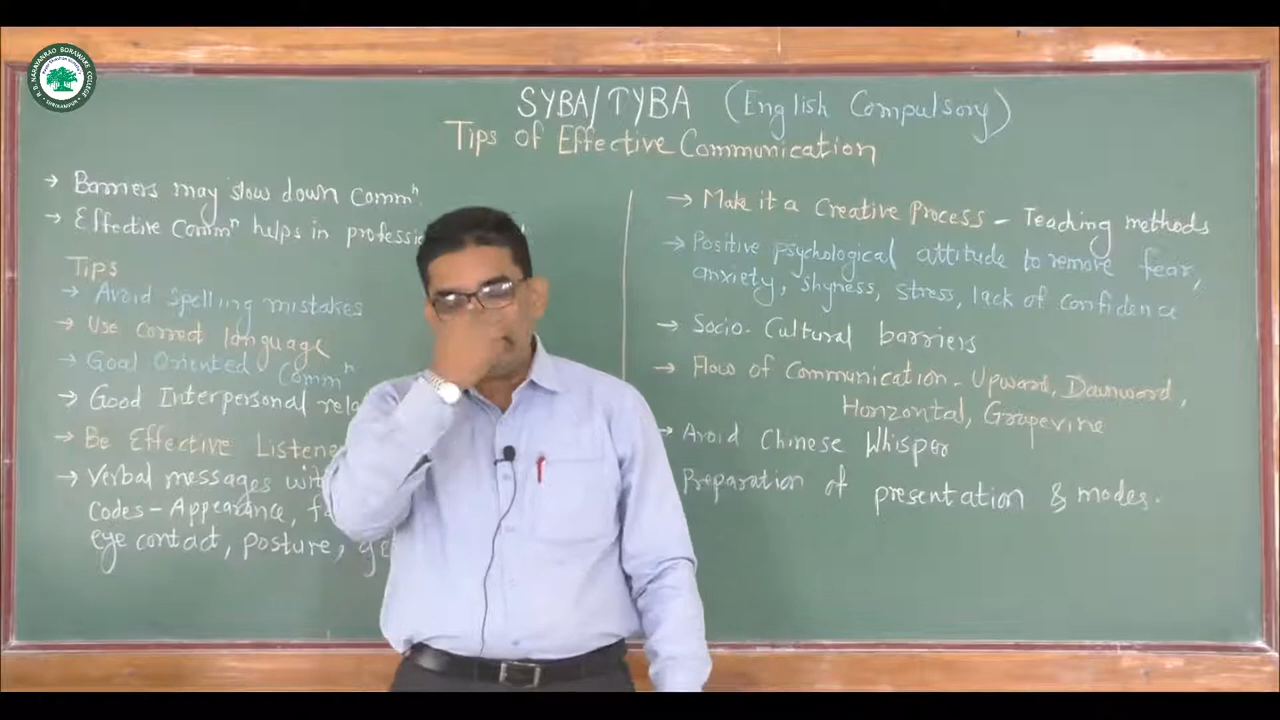 SYBA/TYBA (English Compulsory)
Tips of Effective Communication
→ Barriers may slow down Commⁿ.
→ Effective Commⁿ helps in professi
Tips
→ Avoid Spelling mistakes
→ Use correct language
→ Goal Oriented Commⁿ
→ Good Interpersonal rela
→ Be Effective Listene
→ Verbal messages wit
Codes - Appearance, f
eye contact, posture, ge
→ Make it a Creative Process - Teaching methods
→ Positive psychological attitude to remove fear,
anxiety, shyness, stress, lack of confidence
→ Socio-Cultural barriers
→ Flow of Communication - Upward, Downward,
Horizontal, Grapevine
→ Avoid Chinese Whisper
Preparation of presentation & modes.